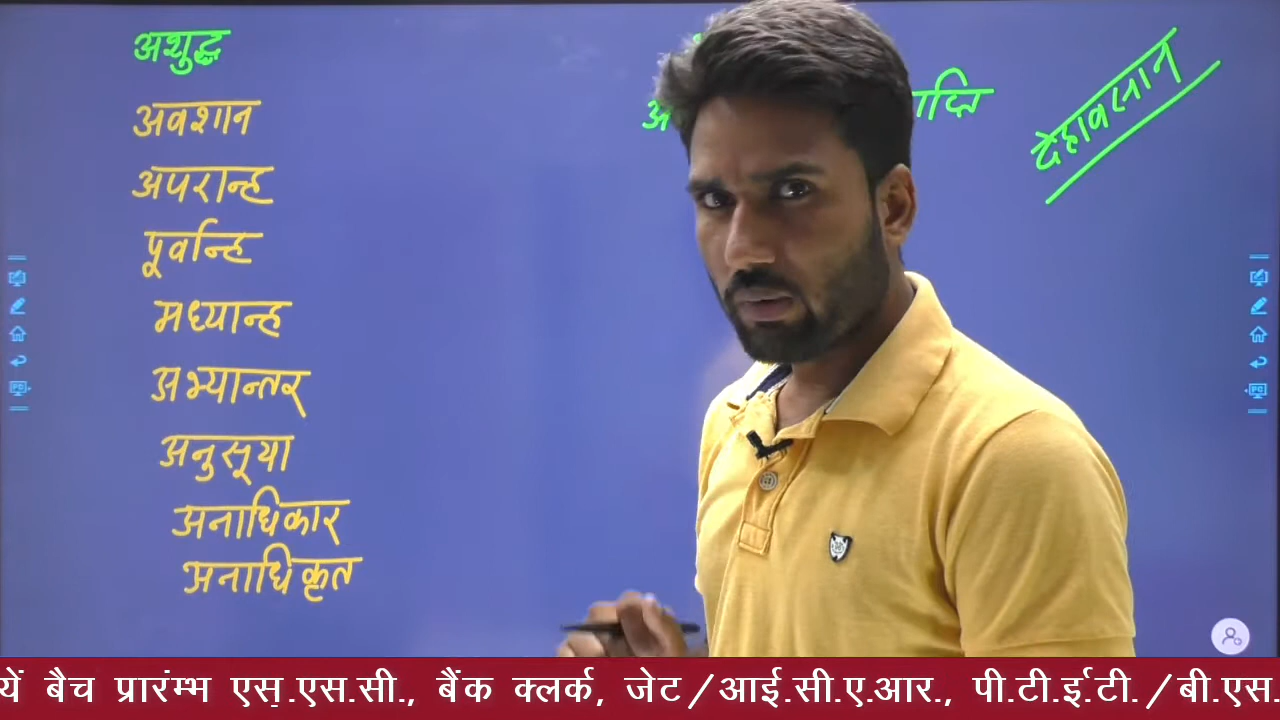 अशुद्ध
अवशान
अपरान्ह
पूर्वान्ह
मध्यान्ह
अभ्यान्तर
अनुसूया
अनाधिकार
अनाधिकृत
देहावसान
यें बैच प्रारंम्भ एस.एस.सी., बैंक क्लर्क, जेट/आई.सी.ए.आर., पी.टी.ई.टी./बी.एस.